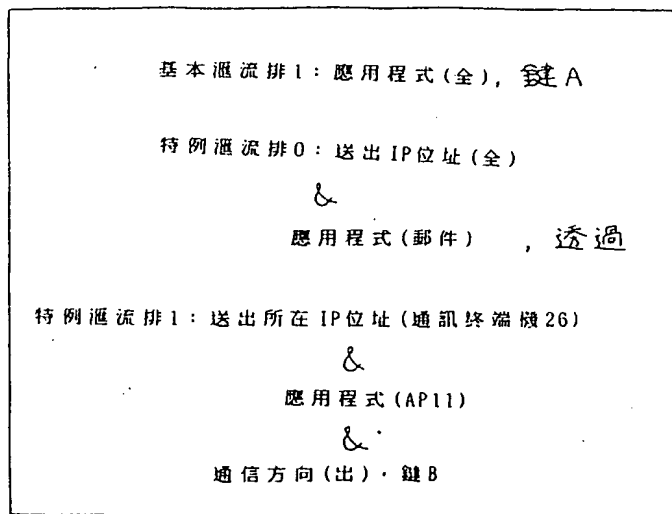 基本滙流排1：應用程式(全)，鍵A
特例滙流排0：送出IP位址(全)
&
應用程式(郵件)，透過
特例滙流排1：送出所在IP位址(通訊終端機26)
&
應用程式(AP11)
&
通信方向(出)·鍵B